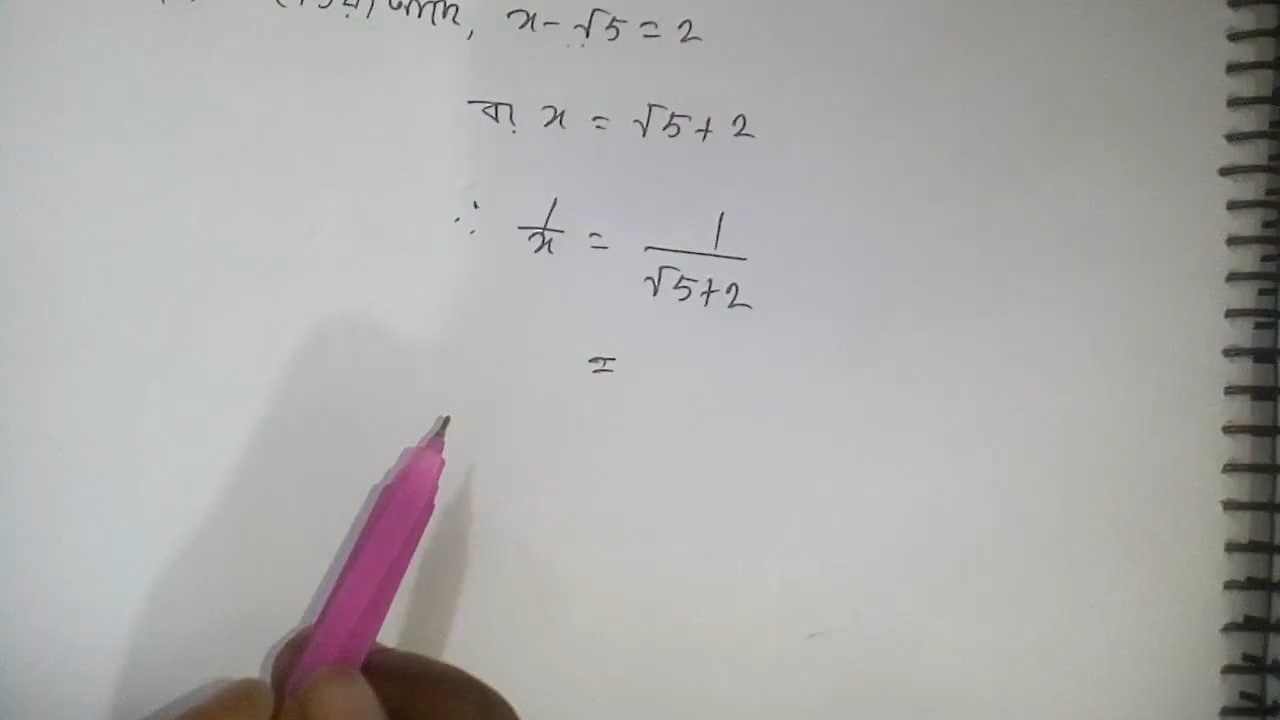 x - √5 = 2
বা, x = √5 + 2
∴ 1/x = 1/(√5+2)
=